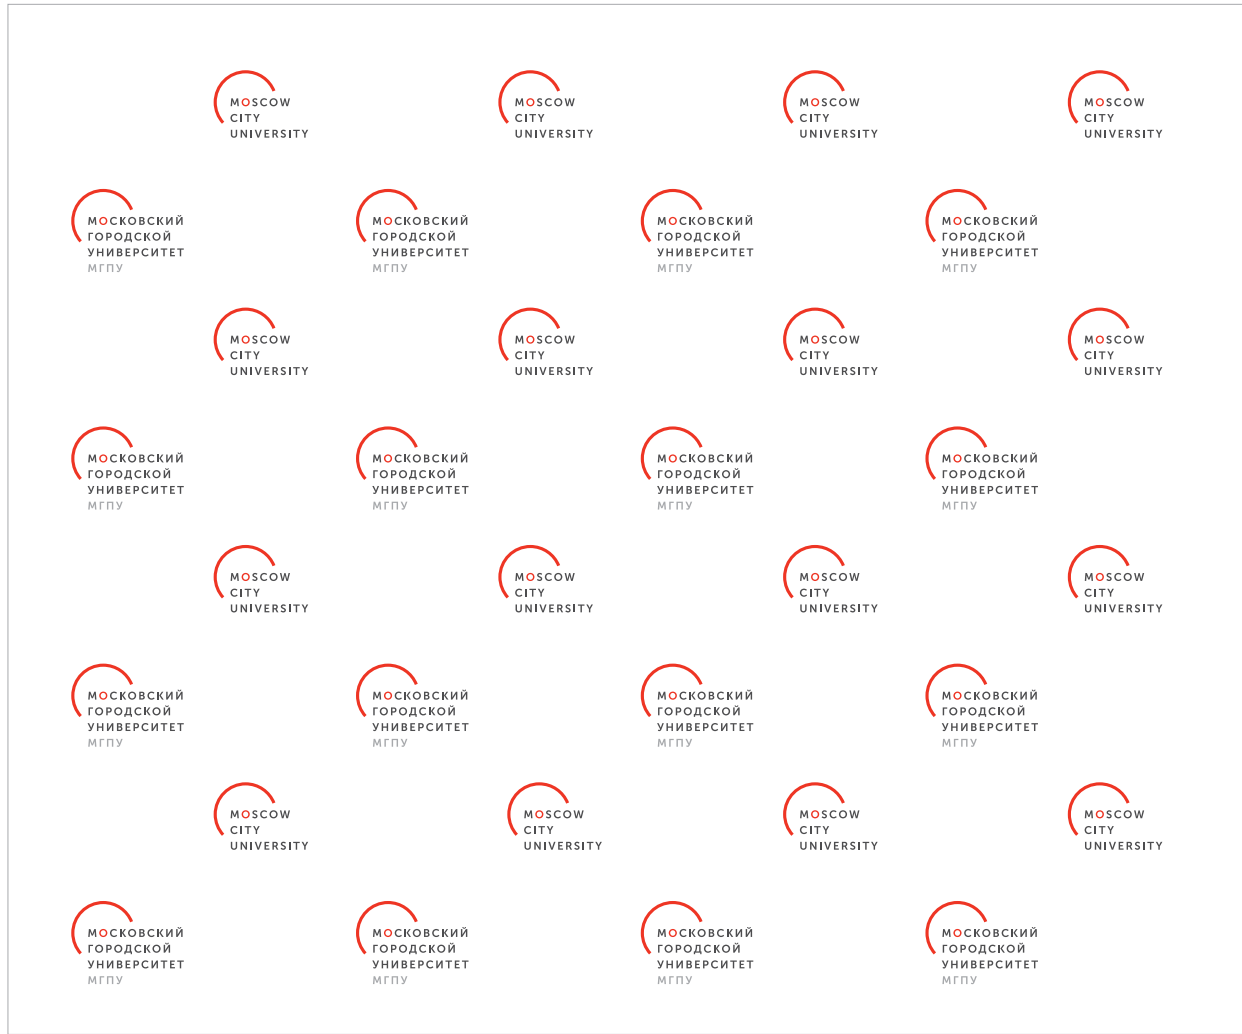 MOSCOW
CITY
UNIVERSITY
MOSCOW
CITY
UNIVERSITY
MOSCOW
CITY
UNIVERSITY
MOSCOW
CITY
UNIVERSITY
МОСКОВСКИЙ
ГОРОДСКОЙ
УНИВЕРСИТЕТ
МГПУ
МОСКОВСКИЙ
ГОРОДСКОЙ
УНИВЕРСИТЕТ
МГПУ
МОСКОВСКИЙ
ГОРОДСКОЙ
УНИВЕРСИТЕТ
МГПУ
МОСКОВСКИЙ
ГОРОДСКОЙ
УНИВЕРСИТЕТ
МГПУ
MOSCOW
CITY
UNIVERSITY
MOSCOW
CITY
UNIVERSITY
MOSCOW
CITY
UNIVERSITY
MOSCOW
CITY
UNIVERSITY
МОСКОВСКИЙ
ГОРОДСКОЙ
УНИВЕРСИТЕТ
МГПУ
МОСКОВСКИЙ
ГОРОДСКОЙ
УНИВЕРСИТЕТ
МГПУ
МОСКОВСКИЙ
ГОРОДСКОЙ
УНИВЕРСИТЕТ
МГПУ
МОСКОВСКИЙ
ГОРОДСКОЙ
УНИВЕРСИТЕТ
МГПУ
MOSCOW
CITY
UNIVERSITY
MOSCOW
CITY
UNIVERSITY
MOSCOW
CITY
UNIVERSITY
MOSCOW
CITY
UNIVERSITY
МОСКОВСКИЙ
ГОРОДСКОЙ
УНИВЕРСИТЕТ
МГПУ
МОСКОВСКИЙ
ГОРОДСКОЙ
УНИВЕРСИТЕТ
МГПУ
МОСКОВСКИЙ
ГОРОДСКОЙ
УНИВЕРСИТЕТ
МГПУ
МОСКОВСКИЙ
ГОРОДСКОЙ
УНИВЕРСИТЕТ
МГПУ
MOSCOW
CITY
UNIVERSITY
MOSCOW
CITY
UNIVERSITY
MOSCOW
CITY
UNIVERSITY
MOSCOW
CITY
UNIVERSITY
МОСКОВСКИЙ
ГОРОДСКОЙ
УНИВЕРСИТЕТ
МГПУ
МОСКОВСКИЙ
ГОРОДСКОЙ
УНИВЕРСИТЕТ
МГПУ
МОСКОВСКИЙ
ГОРОДСКОЙ
УНИВЕРСИТЕТ
МГПУ
МОСКОВСКИЙ
ГОРОДСКОЙ
УНИВЕРСИТЕТ
МГПУ